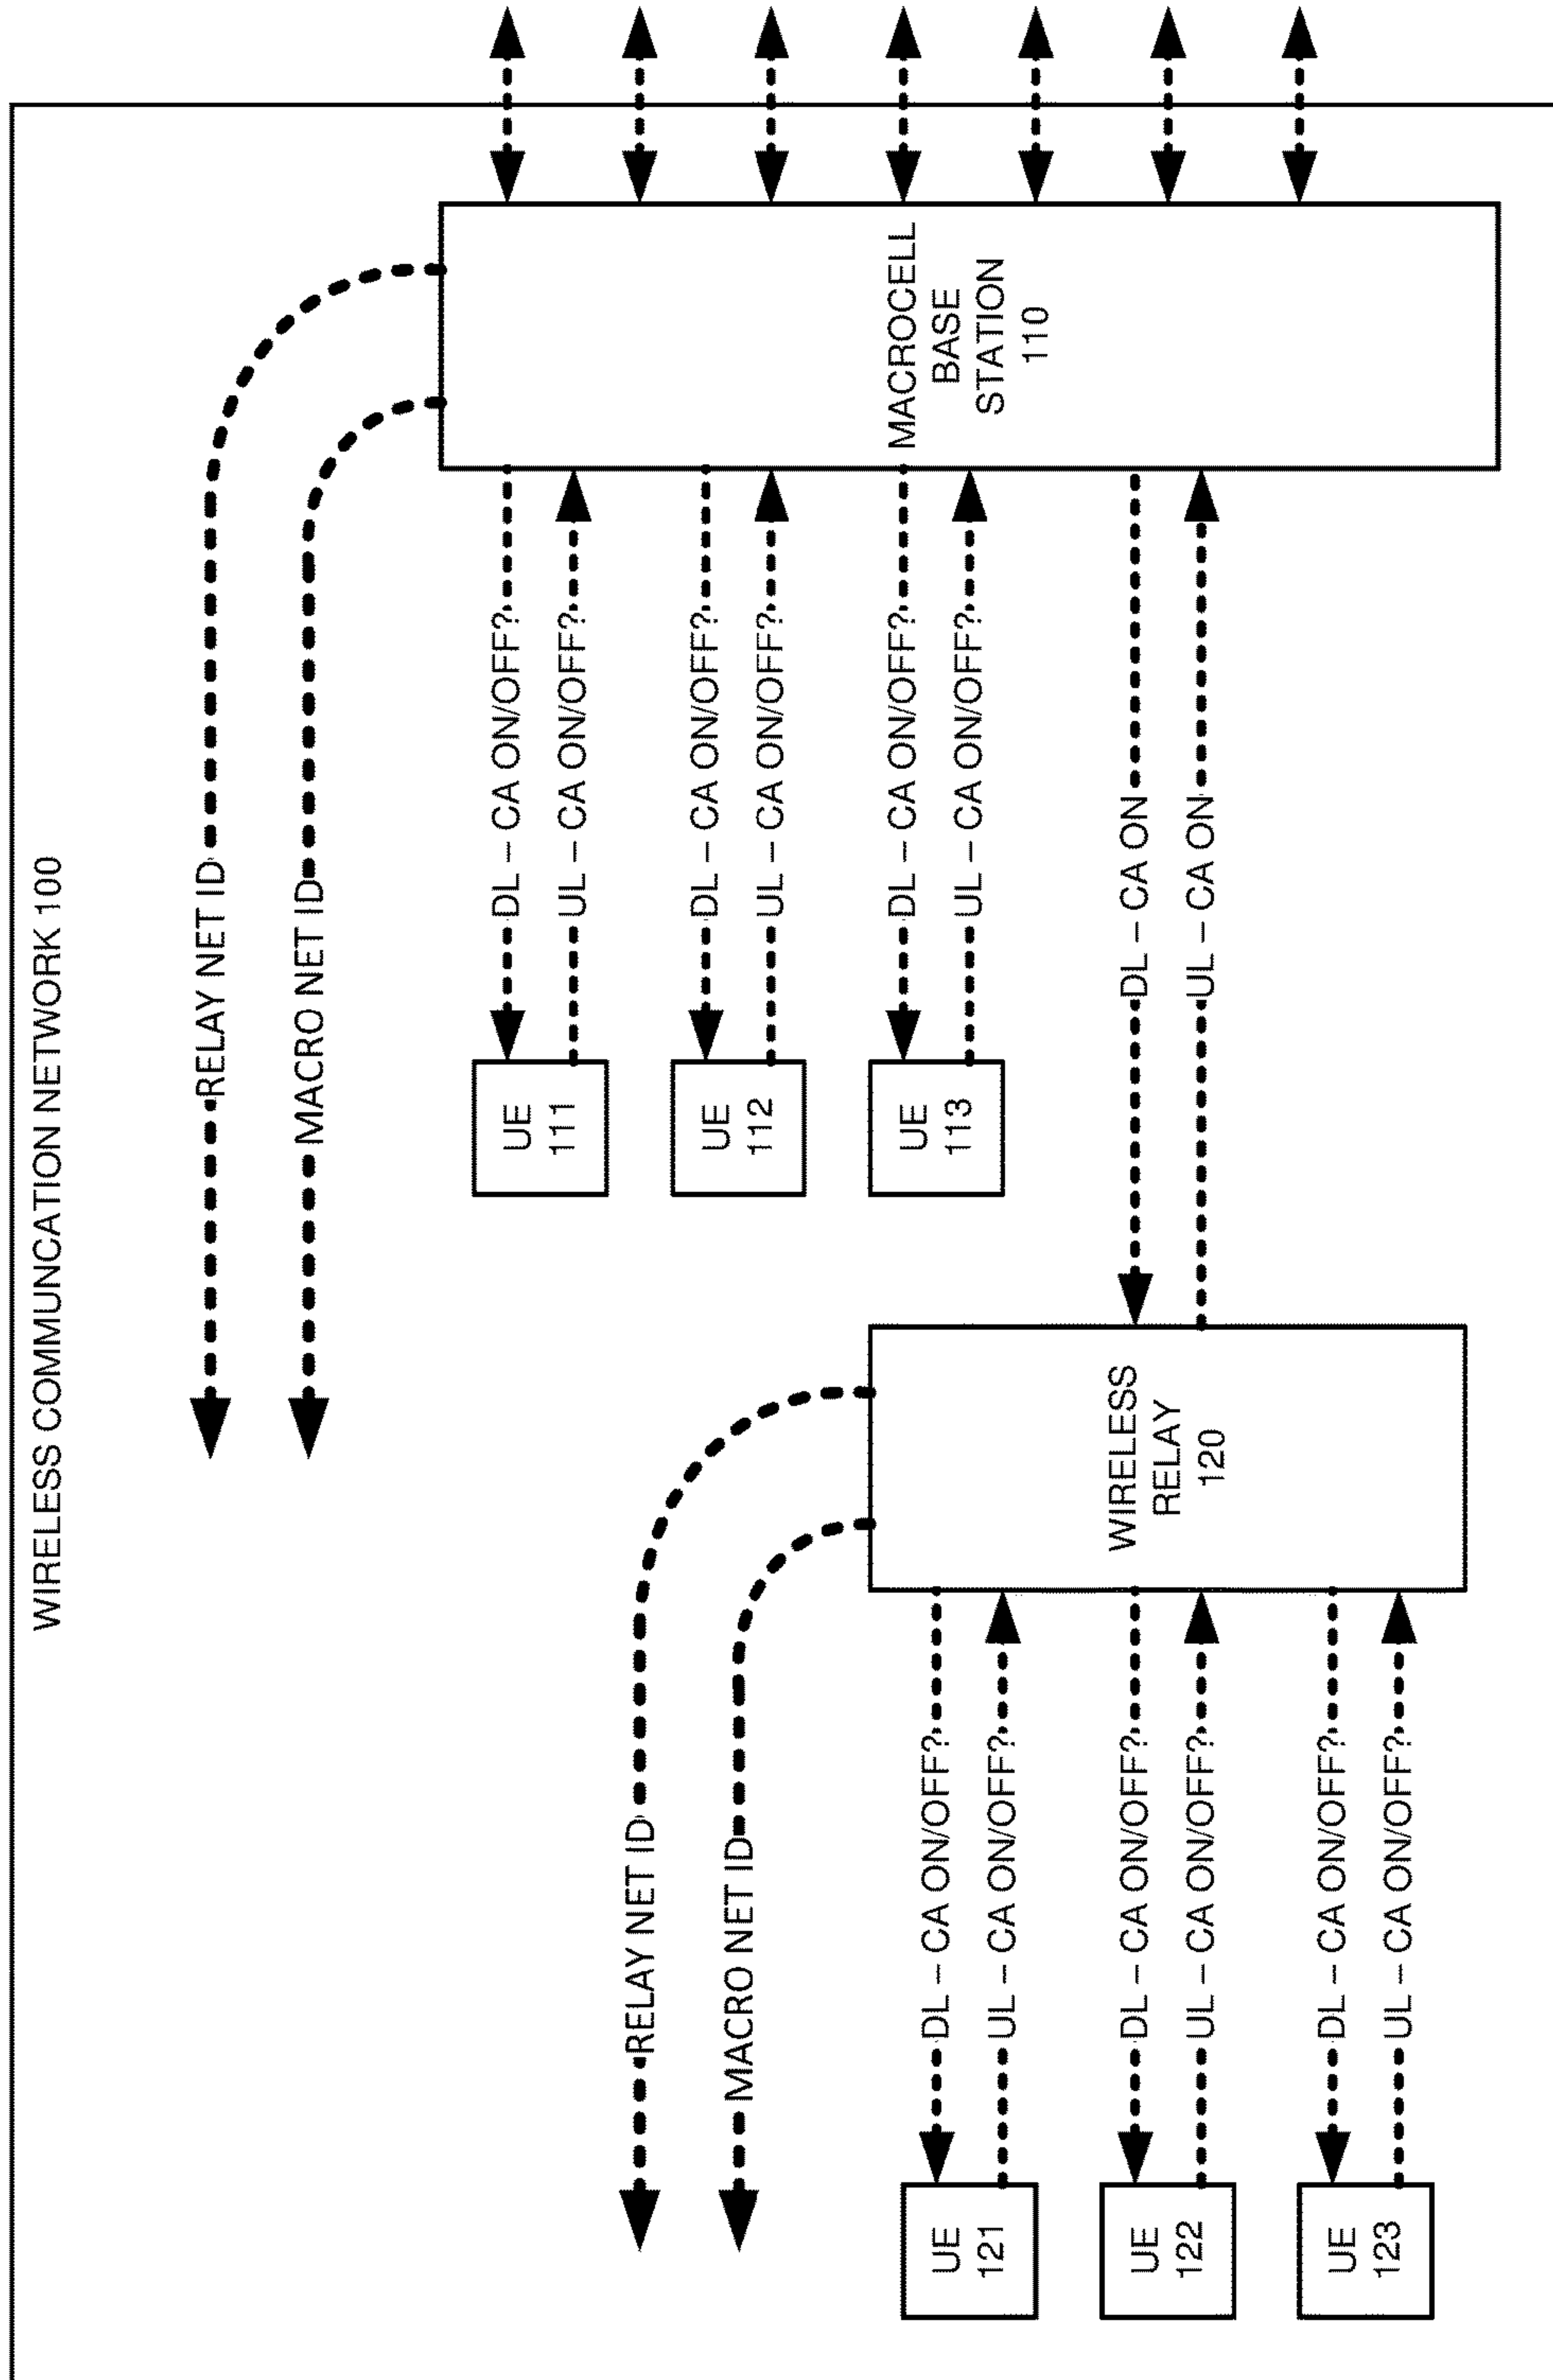 WIRELESS COMMUNCATION NETWORK 100
RELAY NET ID
MACRO NET ID
RELAY NET ID
MACRO NET ID
UE
111
DL – CA ON/OFF?
UL – CA ON/OFF?
UE
112
DL – CA ON/OFF?
UL – CA ON/OFF?
UE
113
DL – CA ON/OFF?
UL – CA ON/OFF?
MACROCELL
BASE
STATION
110
UE
121
DL – CA ON/OFF?
UL – CA ON/OFF?
UE
122
DL – CA ON/OFF?
UL – CA ON/OFF?
UE
123
DL – CA ON/OFF?
UL – CA ON/OFF?
WIRELESS
RELAY
120
DL – CA ON
UL – CA ON